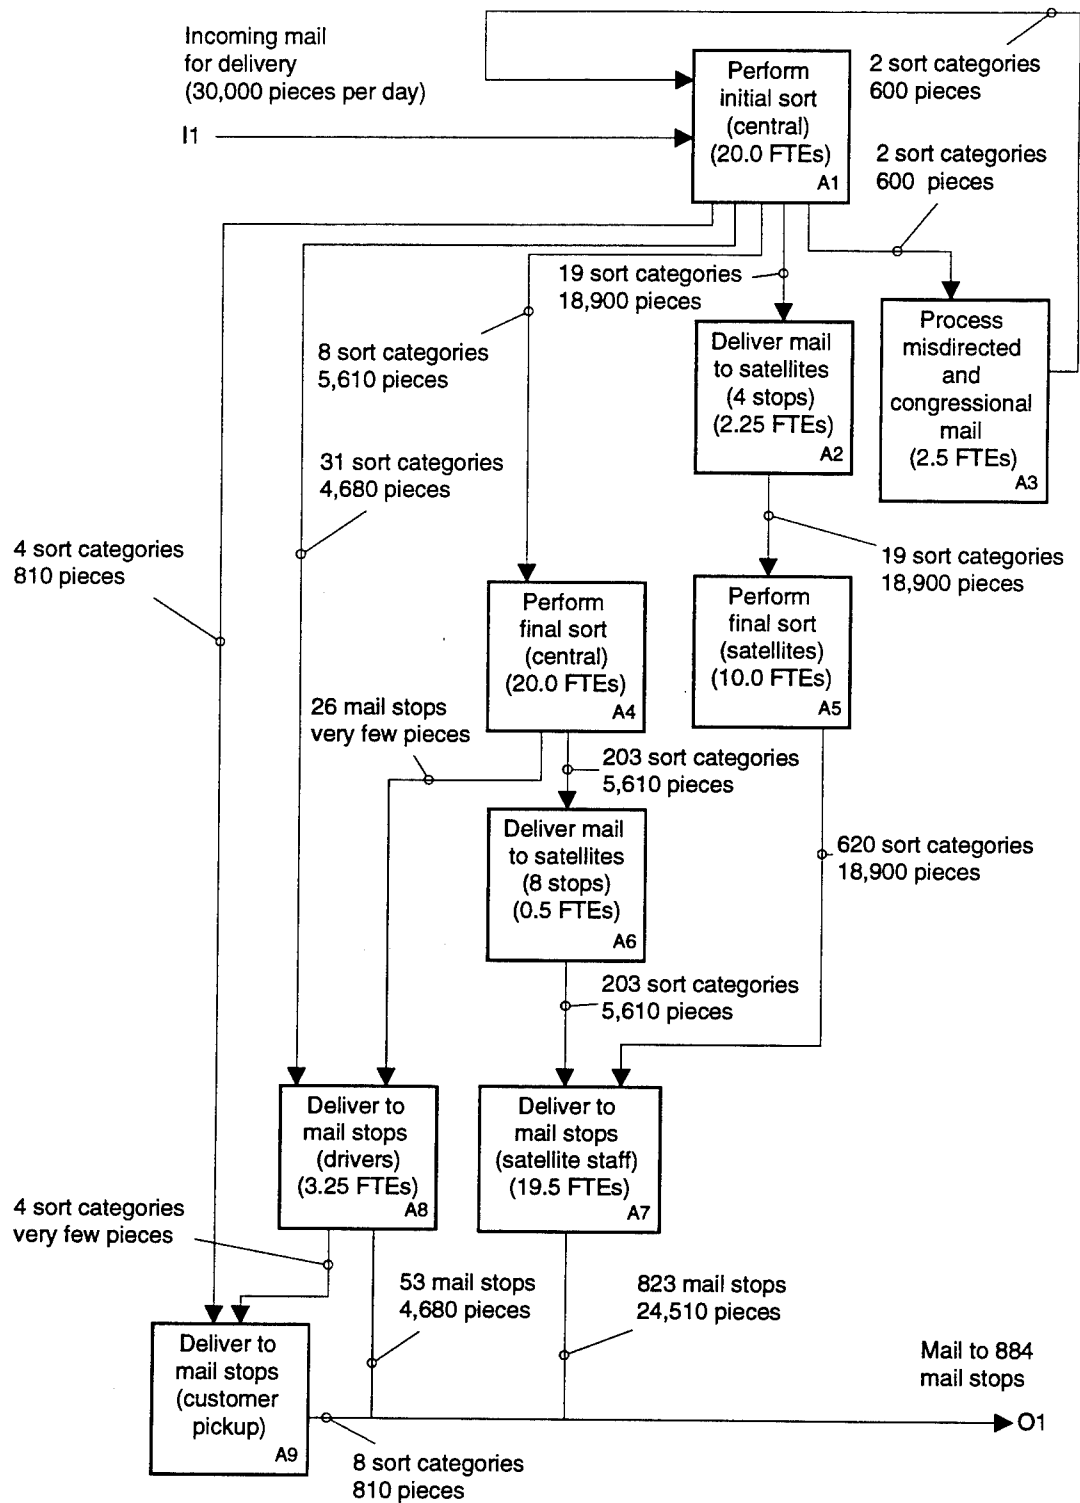 Incoming mail
for delivery
(30,000 pieces per day)
I1
2 sort categories
600 pieces
Perform
initial sort
(central)
(20.0 FTEs)
A1
2 sort categories
600 pieces
19 sort categories
18,900 pieces
8 sort categories
5,610 pieces
Deliver mail
to satellites
(4 stops)
(2.25 FTEs)
A2
Process
misdirected
and
congressional
mail
(2.5 FTEs)
A3
31 sort categories
4,680 pieces
4 sort categories
810 pieces
19 sort categories
18,900 pieces
Perform
final sort
(central)
(20.0 FTEs)
A4
Perform
final sort
(satellites)
(10.0 FTEs)
A5
26 mail stops
very few pieces
203 sort categories
5,610 pieces
Deliver mail
to satellites
(8 stops)
(0.5 FTEs)
A6
620 sort categories
18,900 pieces
203 sort categories
5,610 pieces
Deliver to
mail stops
(drivers)
(3.25 FTEs)
A8
Deliver to
mail stops
(satellite staff)
(19.5 FTEs)
A7
4 sort categories
very few pieces
53 mail stops
4,680 pieces
823 mail stops
24,510 pieces
Deliver to
mail stops
(customer
pickup)
A9
Mail to 884
mail stops
O1
8 sort categories
810 pieces